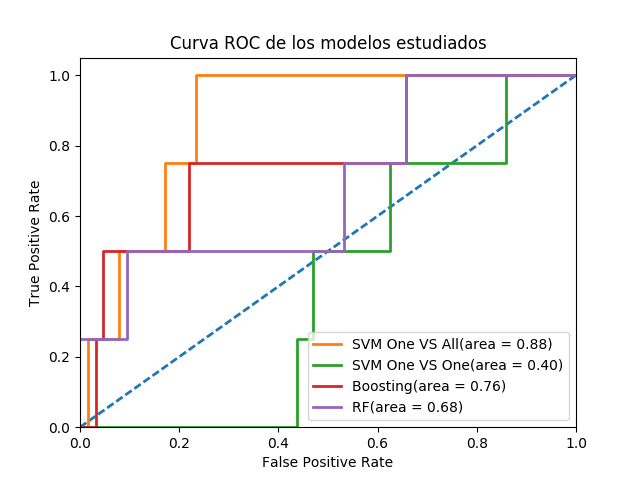 Curva ROC de los modelos estudiados
1.0
0.8
0.6
0.4
0.2
0.0
True Positive Rate
SVM One VS All(area = 0.88)
SVM One VS One(area = 0.40)
Boosting(area = 0.76)
RF(area = 0.68)
0.0 0.2 0.4 0.6 0.8 1.0
False Positive Rate